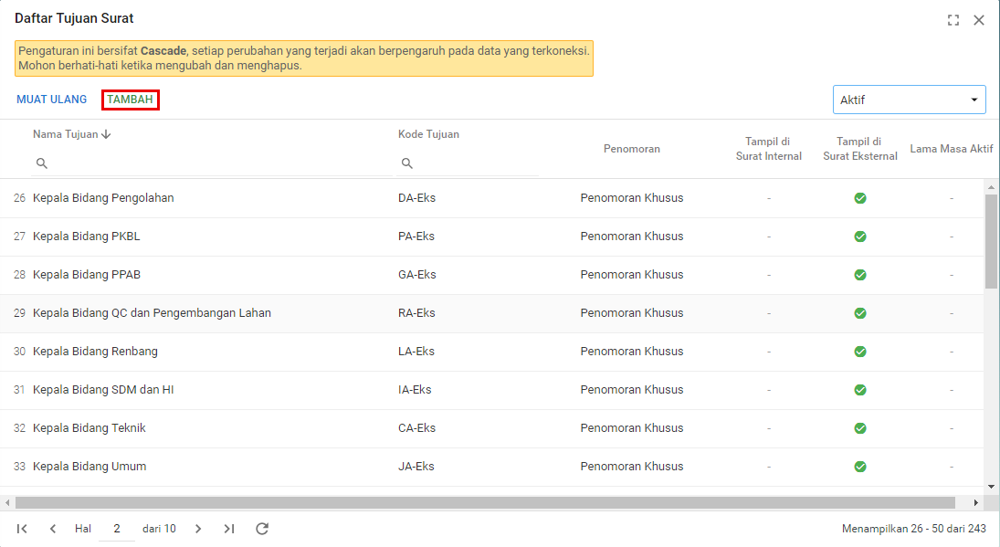 Daftar Tujuan Surat
Pengaturan ini bersifat Cascade, setiap perubahan yang terjadi akan berpengaruh pada data yang terkoneksi.
Mohon berhati-hati ketika mengubah dan menghapus.
MUAT ULANG TAMBAH Aktif
Nama Tujuan Kode Tujuan Penomoran Tampil di Surat Internal Tampil di Surat Eksternal Lama Masa Aktif
26 Kepala Bidang Pengolahan DA-Eks Penomoran Khusus - -
27 Kepala Bidang PKBL PA-Eks Penomoran Khusus - -
28 Kepala Bidang PPAB GA-Eks Penomoran Khusus - -
29 Kepala Bidang QC dan Pengembangan Lahan RA-Eks Penomoran Khusus - -
30 Kepala Bidang Renbang LA-Eks Penomoran Khusus - -
31 Kepala Bidang SDM dan HI IA-Eks Penomoran Khusus - -
32 Kepala Bidang Teknik CA-Eks Penomoran Khusus - -
33 Kepala Bidang Umum JA-Eks Penomoran Khusus - -
Hal 2 dari 10 Menampilkan 26 - 50 dari 243